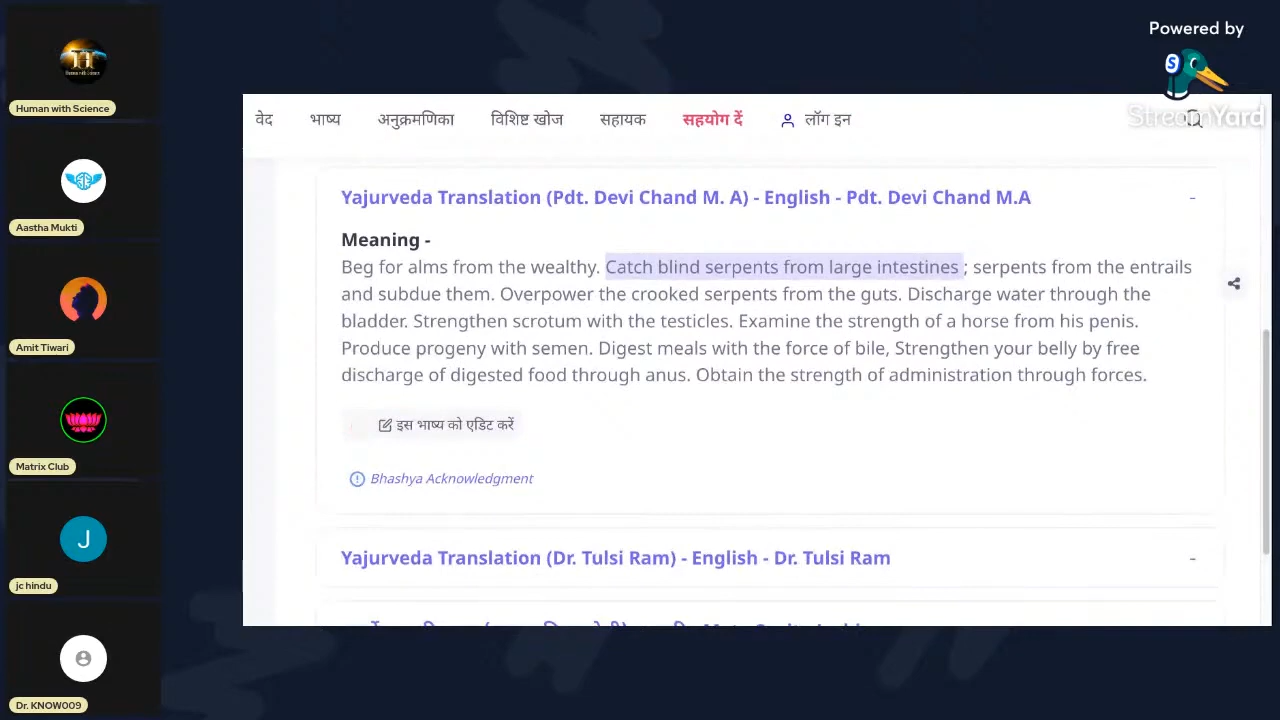 Powered by
StreamYard
Human with Science
Aastha Mukti
Amit Tiwari
Matrix Club
J
jc hindu
Dr. KNOW009
वेद भाष्य अनुक्रमणिका विशिष्ट खोज सहायक सहयोग दें लॉग इन
Yajurveda Translation (Pdt. Devi Chand M. A) - English - Pdt. Devi Chand M.A -
Meaning -
Beg for alms from the wealthy. Catch blind serpents from large intestines ; serpents from the entrails
and subdue them. Overpower the crooked serpents from the guts. Discharge water through the
bladder. Strengthen scrotum with the testicles. Examine the strength of a horse from his penis.
Produce progeny with semen. Digest meals with the force of bile, Strengthen your belly by free
discharge of digested food through anus. Obtain the strength of administration through forces.
इस भाष्य को एडिट करें
Bhashya Acknowledgment
Yajurveda Translation (Dr. Tulsi Ram) - English - Dr. Tulsi Ram -